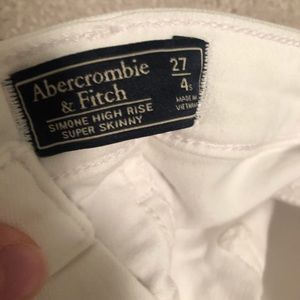 Abercrombie
& Fitch
SIMONE HIGH RISE
SUPER SKINNY
27
4S
MADE IN
VIETNAM